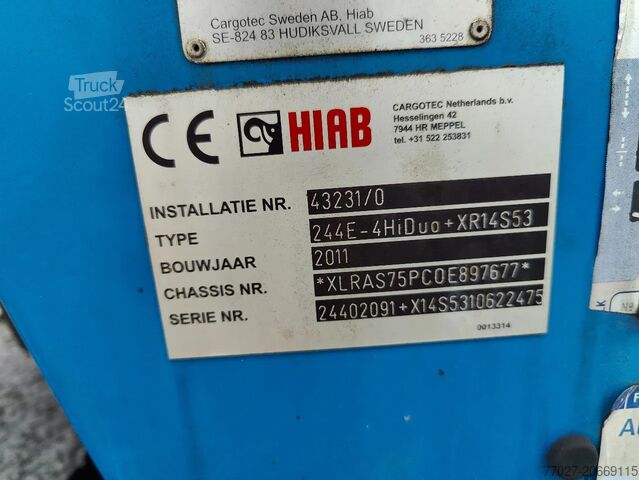 Cargotec Sweden AB, Hiab
SE-824 83 HUDIKSVALL SWEDEN
363 5228
Truck
Scout24
CE
HIAB
CARGOTEC Netherlands b.v.
Hesselingen 42
7944 HR MEPPEL
tel. +31 522 253831
INSTALLATIE NR. 43231/0
TYPE 244E-4HiDuo+XR14S53
BOUWJAAR 2011
CHASSIS NR. *XLRAS75PC0E897677*
SERIE NR. 24402091+X14S5310622475
0013314
77027-20669115